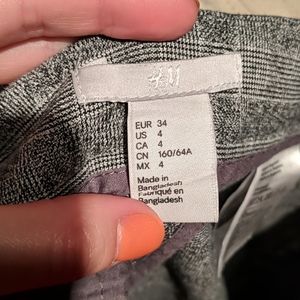 H&M
EUR 34
US 4
CA 4
CN 160/64A
MX 4
Made in
Bangladesh
Fabriqué en
Bangladesh